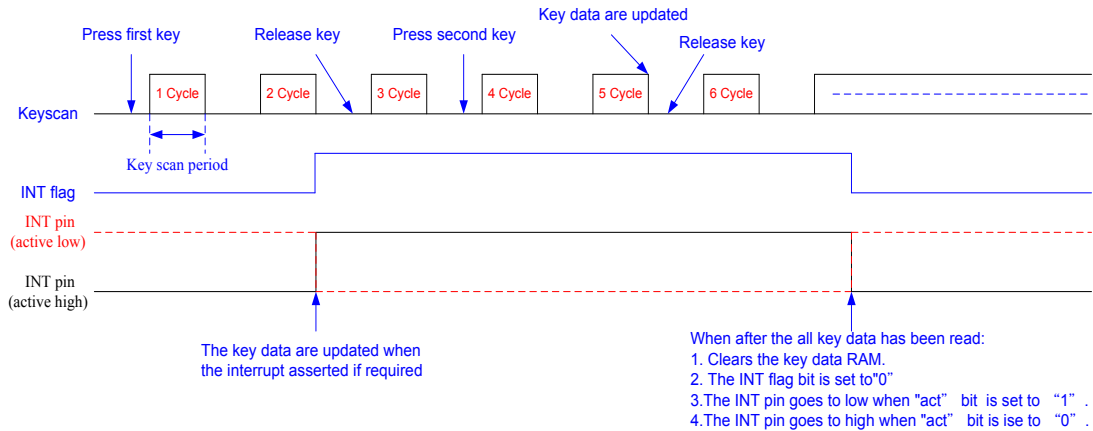 Key data are updated
Press first key
Release key
Press second key
Release key
1 Cycle
2 Cycle
3 Cycle
4 Cycle
5 Cycle
6 Cycle
Keyscan
Key scan period
INT flag
INT pin
(active low)
INT pin
(active high)
The key data are updated when
the interrupt asserted if required
When after the all key data has been read:
1. Clears the key data RAM.
2. The INT flag bit is set to"0”
3.The INT pin goes to low when "act” bit is set to “1” .
4.The INT pin goes to high when "act” bit is ise to “0” .